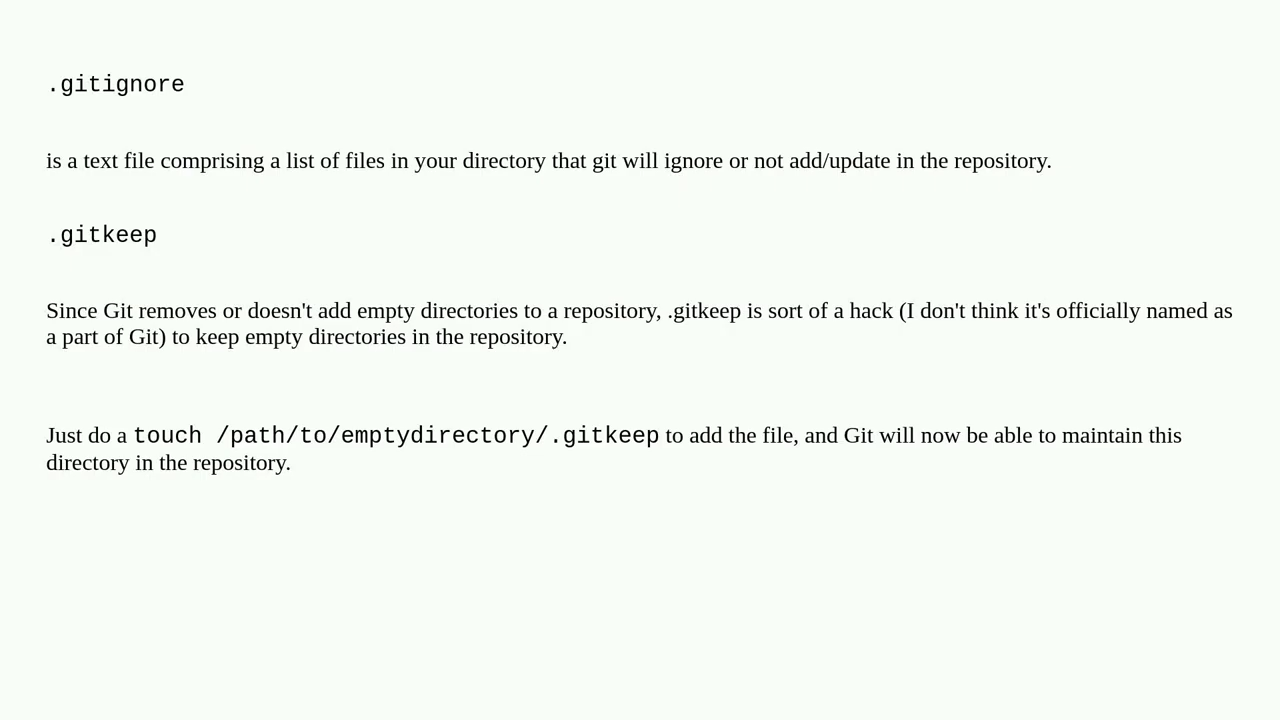 .gitignore
is a text file comprising a list of files in your directory that git will ignore or not add/update in the repository.
.gitkeep
Since Git removes or doesn't add empty directories to a repository, .gitkeep is sort of a hack (I don't think it's officially named as
a part of Git) to keep empty directories in the repository.
Just do a touch /path/to/emptydirectory/.gitkeep to add the file, and Git will now be able to maintain this
directory in the repository.